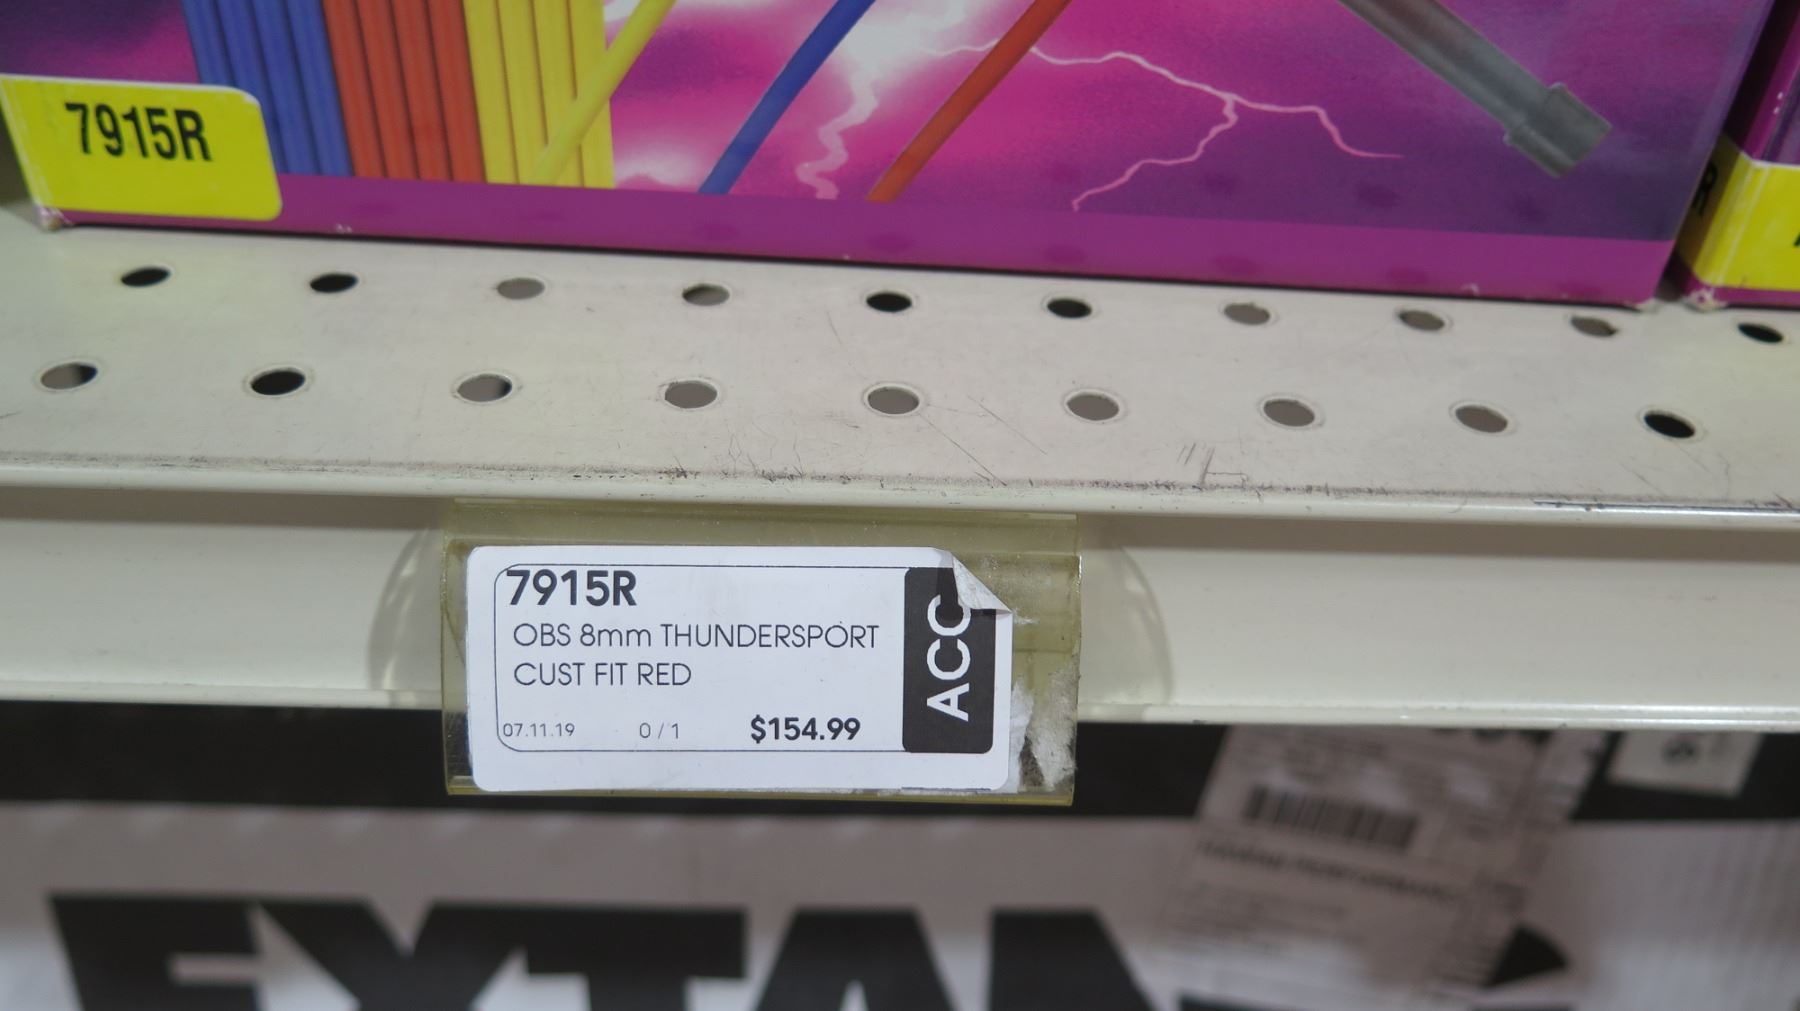 7915R
7915R
OBS 8mm THUNDERSPORT
CUST FIT RED
07.11.19 0/1 $154.99
ACC